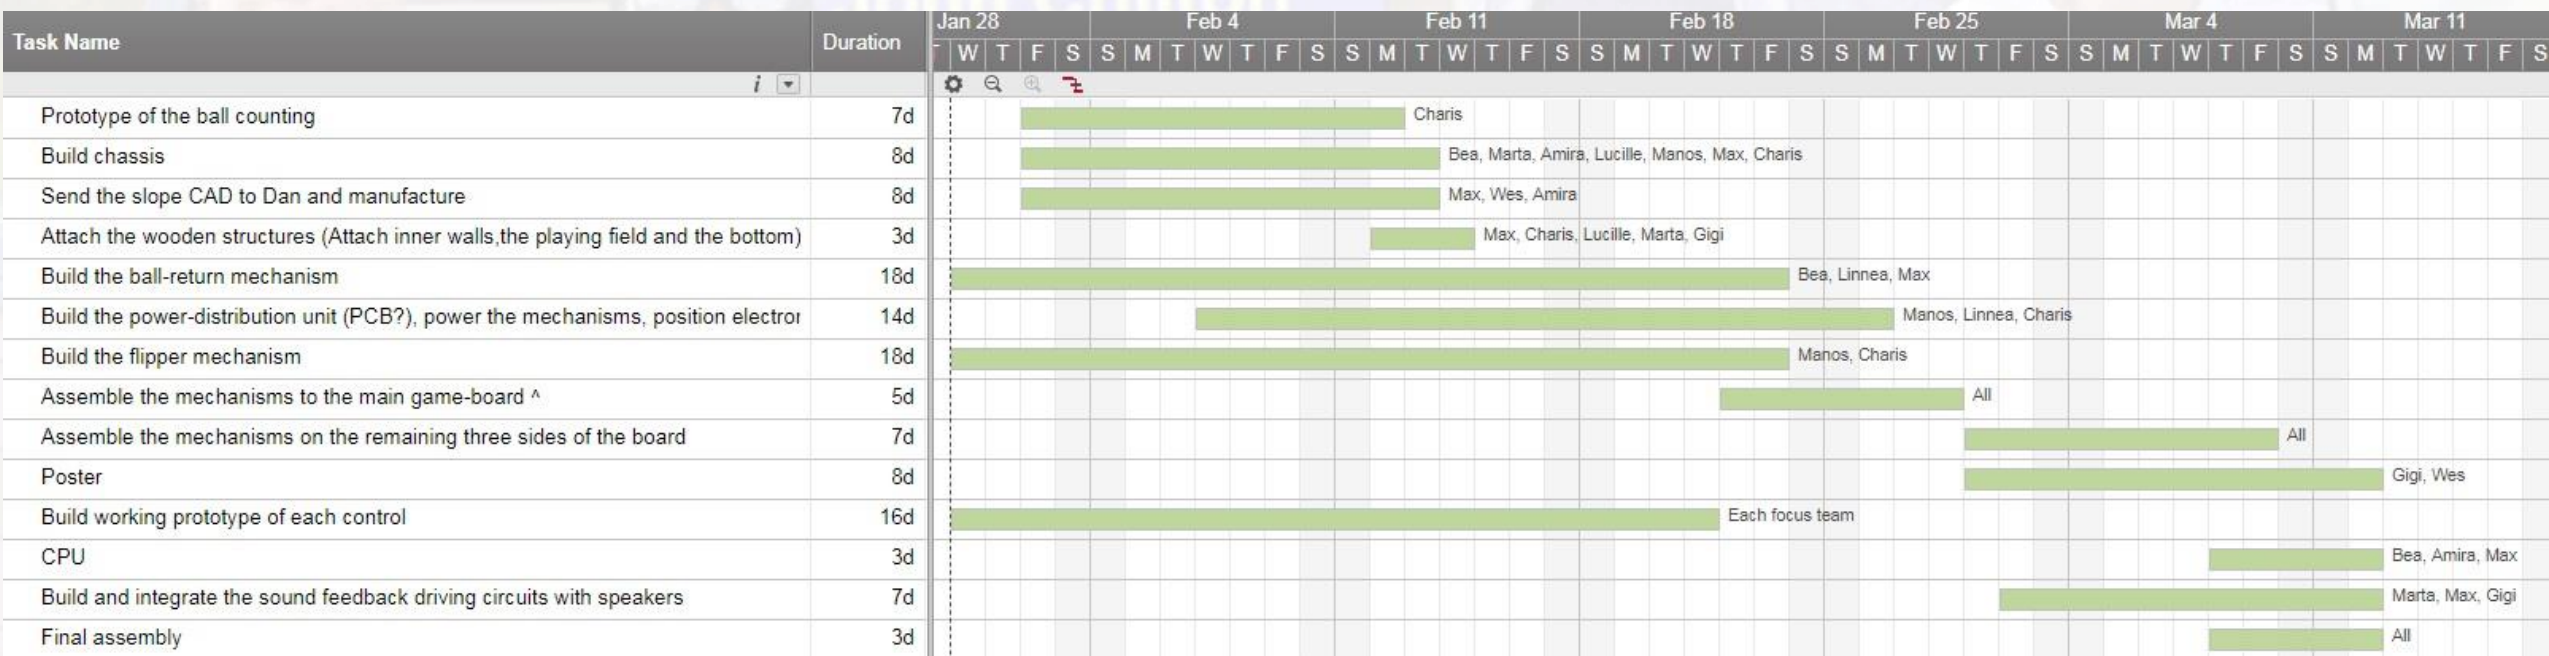 Task Name Duration Jan 28 Feb 4 Feb 11 Feb 18 Feb 25 Mar 4 Mar 11
W T F S S M T W T F S S M T W T F S S M T W T F S S M T W T F S S M T W T F S S M T W T F S
i
Prototype of the ball counting 7d Charis
Build chassis 8d Bea, Marta, Amira, Lucille, Manos, Max, Charis
Send the slope CAD to Dan and manufacture 8d Max, Wes, Amira
Attach the wooden structures (Attach inner walls,the playing field and the bottom) 3d Max, Charis, Lucille, Marta, Gigi
Build the ball-return mechanism 18d Bea, Linnea, Max
Build the power-distribution unit (PCB?), power the mechanisms, position electror 14d Manos, Linnea, Charis
Build the flipper mechanism 18d Manos, Charis
Assemble the mechanisms to the main game-board ^ 5d All
Assemble the mechanisms on the remaining three sides of the board 7d All
Poster 8d Gigi, Wes
Build working prototype of each control 16d Each focus team
CPU 3d Bea, Amira, Max
Build and integrate the sound feedback driving circuits with speakers 7d Marta, Max, Gigi
Final assembly 3d All